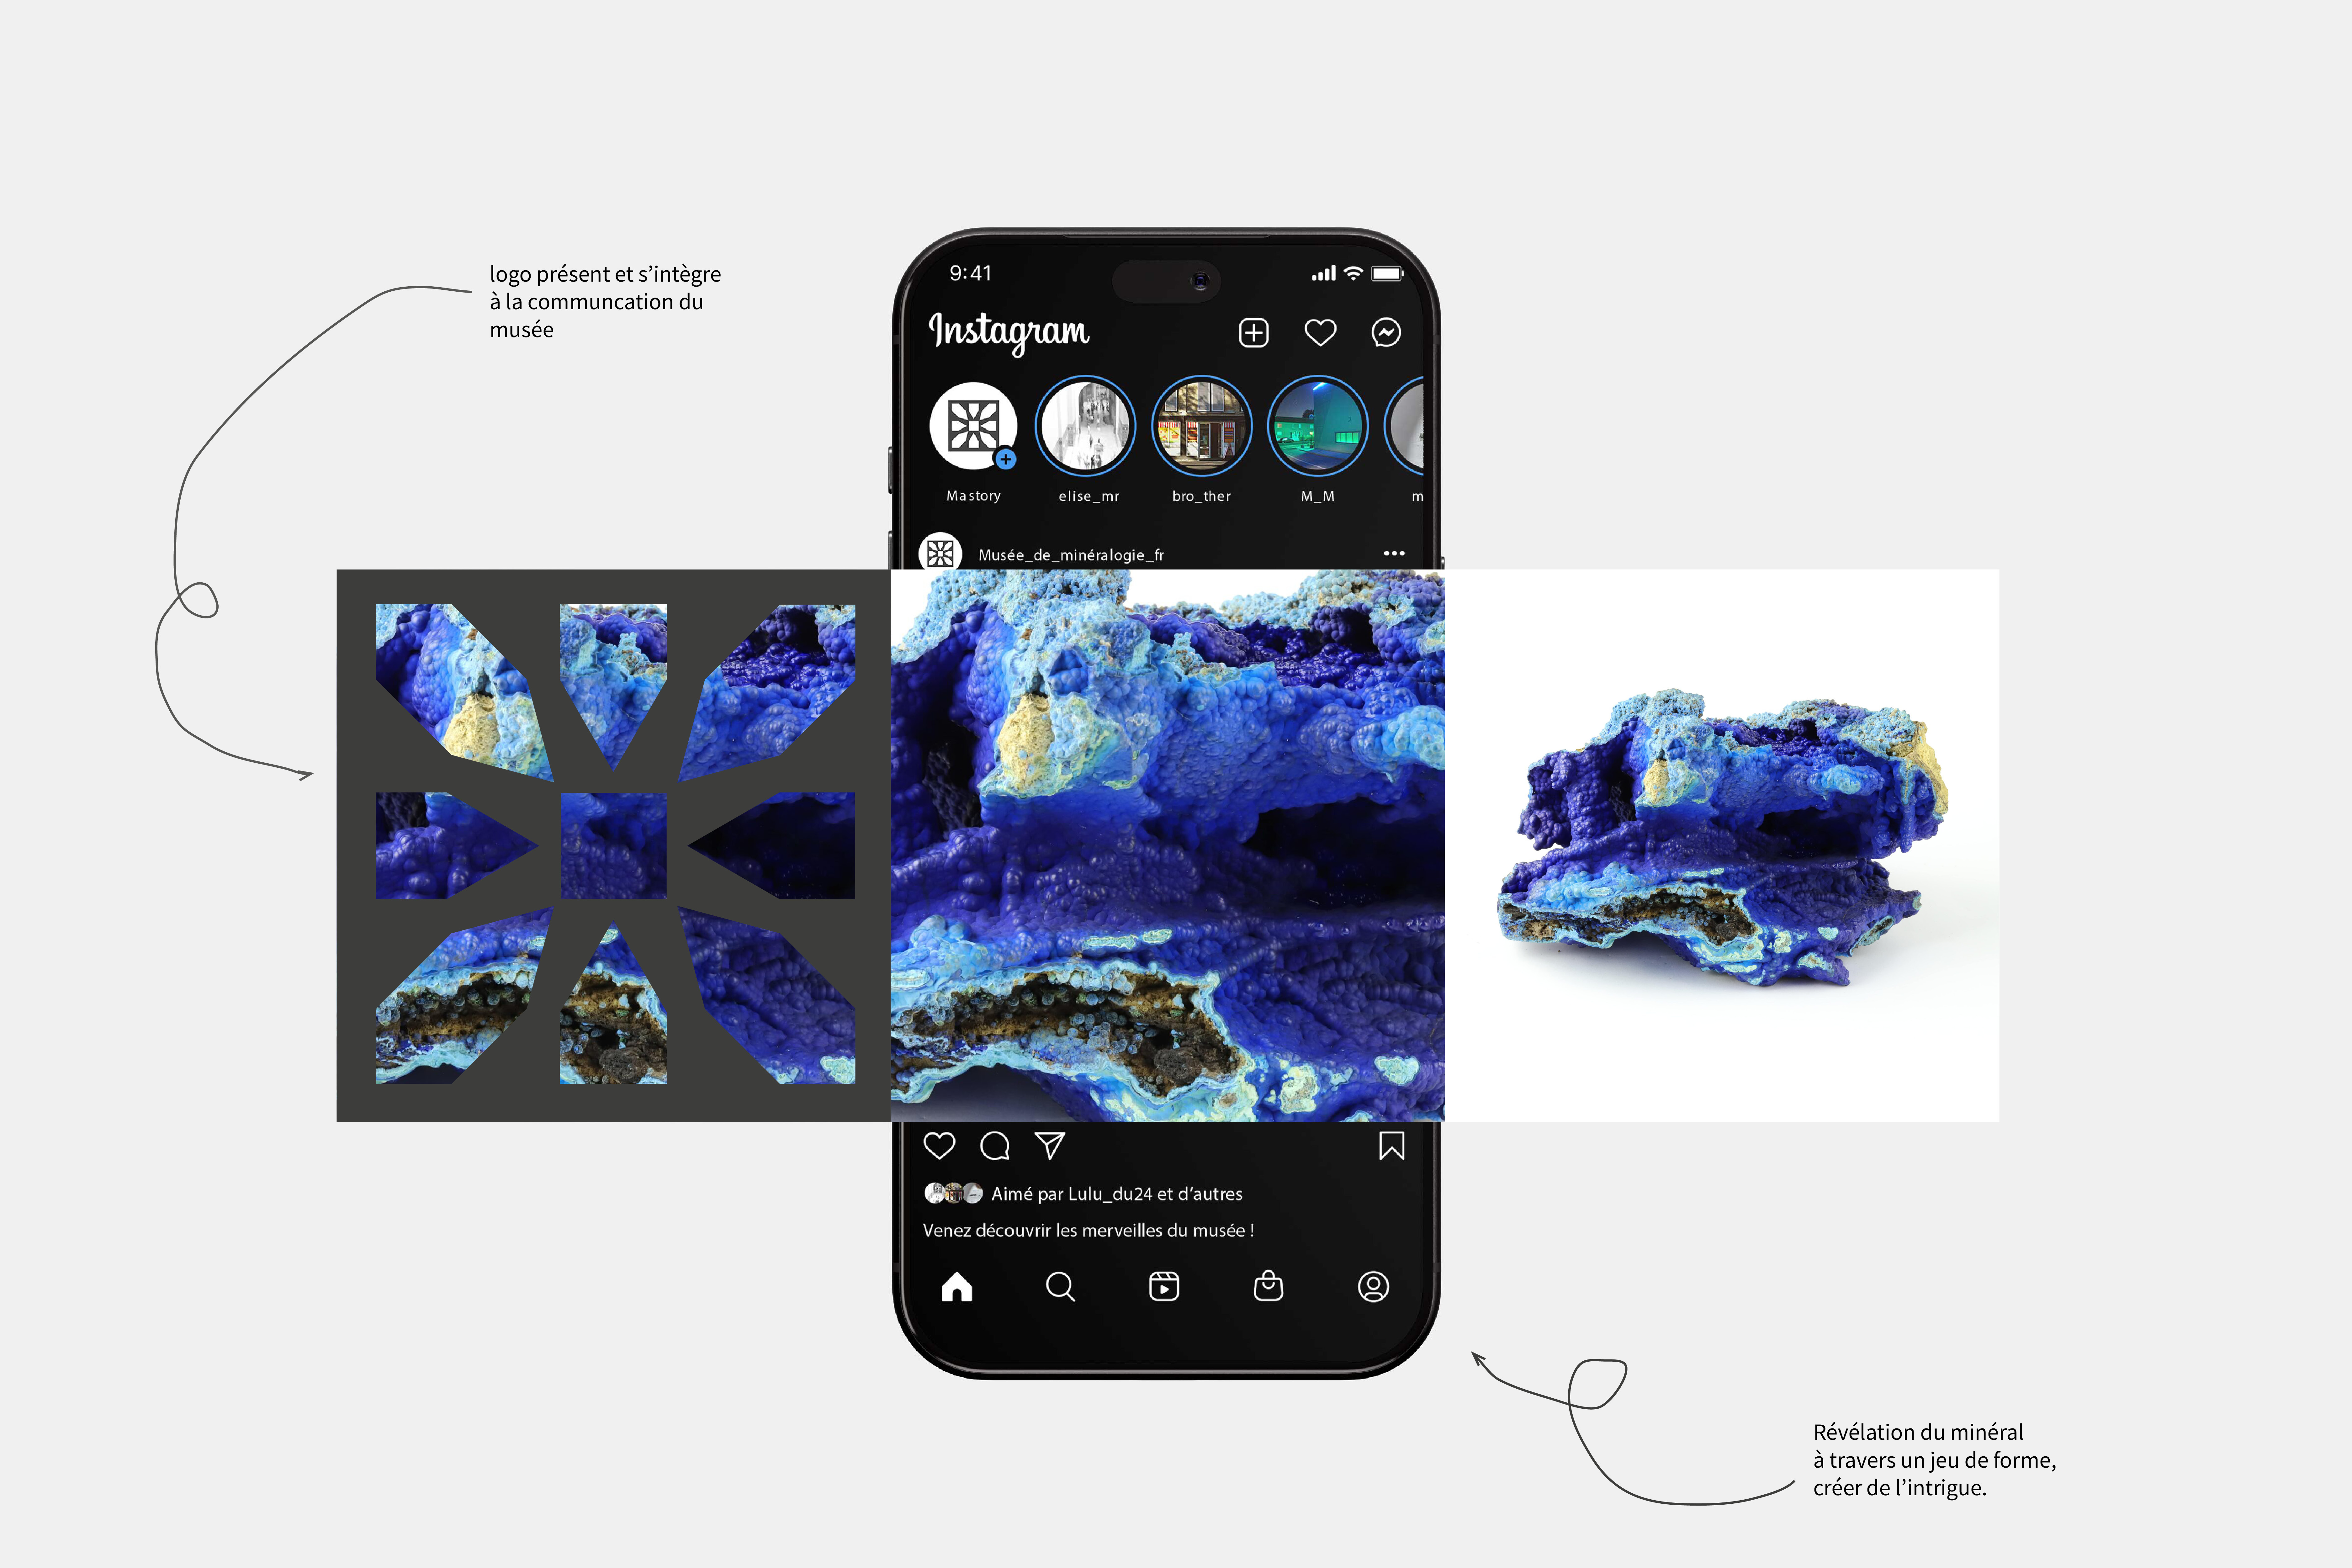 logo présent et s’intègre
à la communcation du
musée
9:41
Instagram
Ma story
elise_mr
bro_ther
M_M
m
Musée_de_minéralogie_fr
Aimé par Lulu_du24 et d’autres
Venez découvrir les merveilles du musée !
Révélation du minéral
à travers un jeu de forme,
créer de l’intrigue.